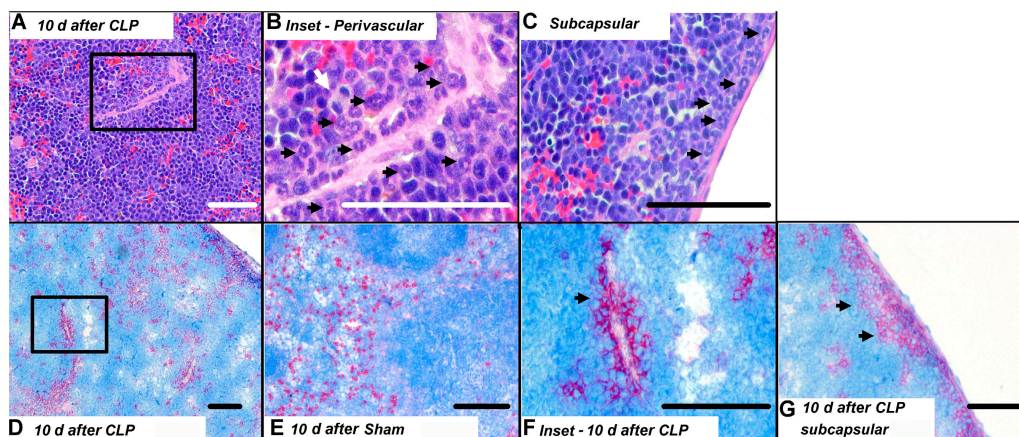 A 10 d after CLP
B Inset - Perivascular
C Subcapsular
D 10 d after CLP
E 10 d after Sham
F Inset - 10 d after CLP
G 10 d after CLP
subcapsular